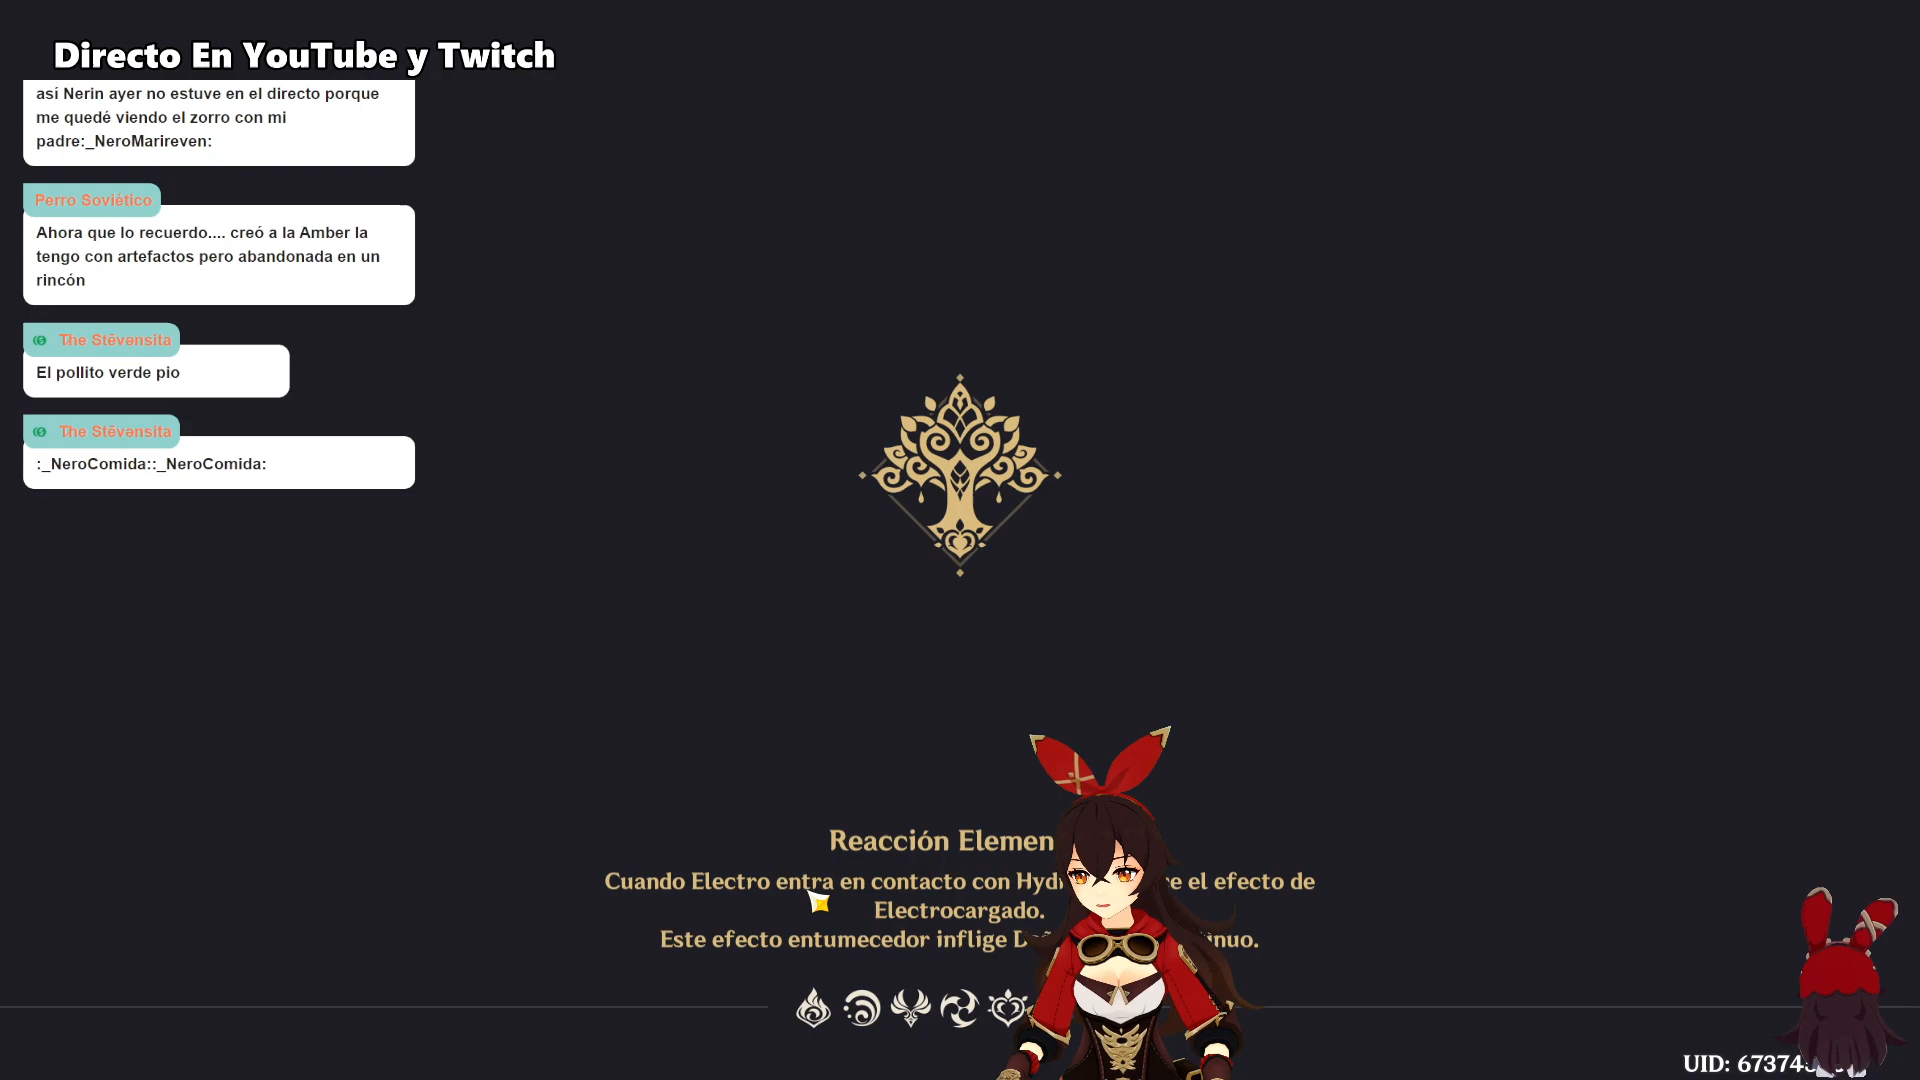 Directo En YouTube y Twitch
así Nerin ayer no estuve en el directo porque
me quedé viendo el zorro con mi
padre:_NeroMarireven:
Perro Soviético
Ahora que lo recuerdo.... creó a la Amber la
tengo con artefactos pero abandonada en un
rincón
The Stēvensita
El pollito verde pio
The Stēvensita
:_NeroComida::_NeroComida:
Reacción Elemen
Cuando Electro entra en contacto con Hyd el efecto de
Electrocargado.
Este efecto entumecedor inflige
UID: 67374